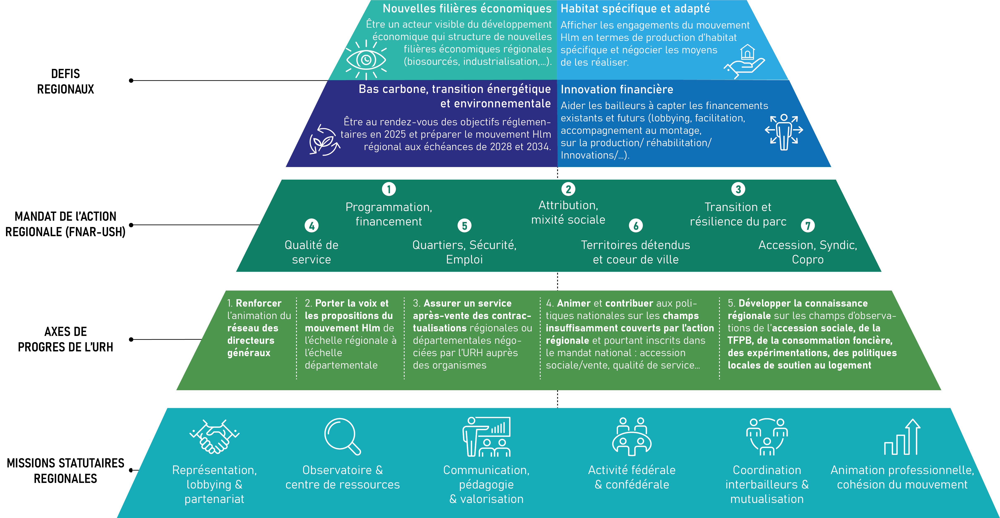 DEFIS
REGIONAUX
Nouvelles filières économiques
Être un acteur visible du développement
économique qui structure de nouvelles
filières économiques régionales
(biosourcés, industrialisation,...).
Habitat spécifique et adapté
Afficher les engagements du mouvement
Hlm en termes de production d’habitat
spécifique et négocier les moyens
de les réaliser.
Bas carbone, transition énergétique
et environnementale
Être au rendez-vous des objectifs réglemen-
taires en 2025 et préparer le mouvement Hlm
régional aux échéances de 2028 et 2034.
Innovation financière
Aider les bailleurs à capter les financements
existants et futurs (lobbying, facilitation,
accompagnement au montage,
sur la production/ réhabilitation/
Innovations/...).
MANDAT DE l’ACTION
REGIONALE (FNAR-USH)
1
Programmation,
financement
2
Attribution,
mixité sociale
3
Transition et
résilience du parc
4
Qualité de
service
5
Quartiers, Sécurité,
Emploi
6
Territoires détendus
et coeur de ville
7
Accession, Syndic,
Copro
AXES DE
PROGRES DE L’URH
1. Renforcer
l’animation du
réseau des
directeurs
généraux
2. Porter la voix et
les propositions du
mouvement Hlm de
l’échelle régionale à
l’échelle
départementale
3. Assurer un service
après-vente des contrac-
tualisations régionales ou
départementales négo-
ciées par l’URH auprès
des organismes
4. Animer et contribuer aux poli-
tiques nationales sur les champs
insuffisamment couverts par l’action
régionale et pourtant inscrits dans
le mandat national : accession
sociale/vente, qualité de service...
5. Développer la connaissance
régionale sur les champs d’observa-
tions de l’accession sociale, de la
TFPB, de la consommation foncière,
des expérimentations, des politiques
locales de soutien au logement
MISSIONS STATUTAIRES
REGIONALES
Représentation,
lobbying &
partenariat
Observatoire &
centre de ressources
Communication,
pédagogie
& valorisation
Activité fédérale
& confédérale
Coordination
interbailleurs &
mutualisation
Animation professionnelle,
cohésion du mouvement